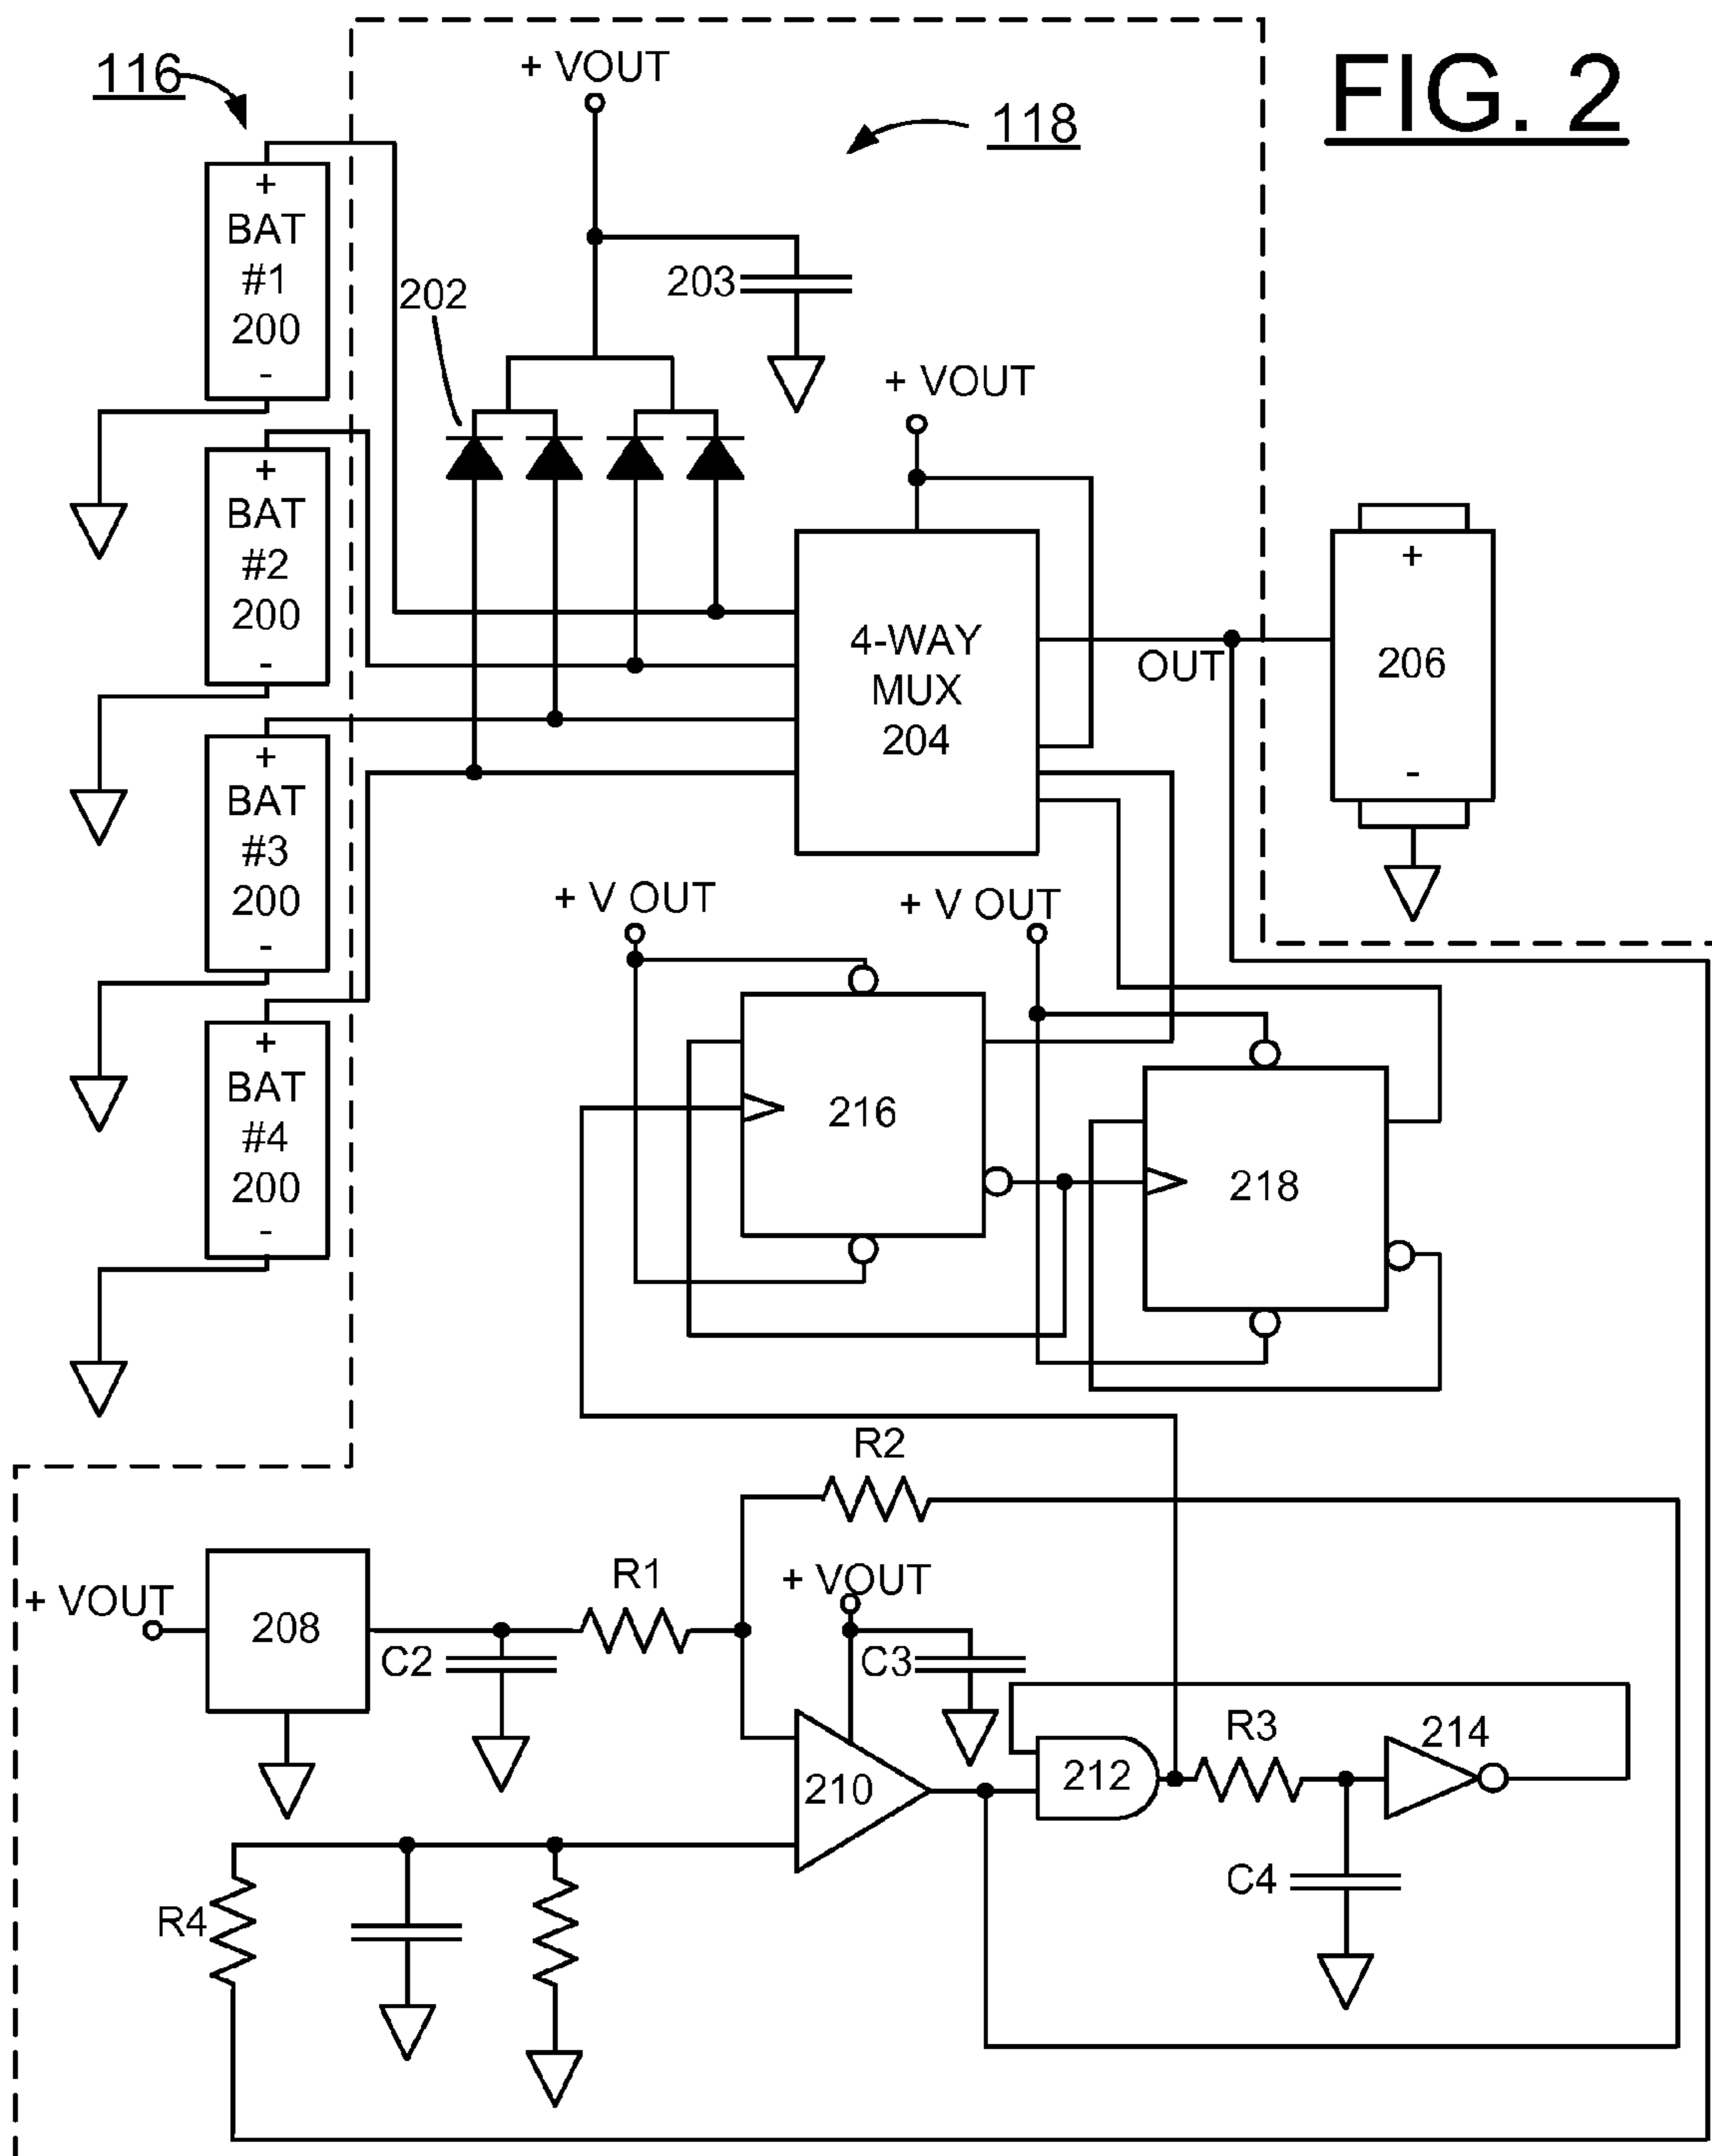 116
+ VOUT
118
FIG. 2
+
BAT
#1
200
-
202
203
+ VOUT
+
BAT
#2
200
-
4-WAY
MUX
204
OUT
+
206
-
+
BAT
#3
200
-
+ V OUT
+ V OUT
+
BAT
#4
200
-
216
218
R2
+ VOUT
208
C2
R1
+ VOUT
C3
210
212
R3
214
C4
R4